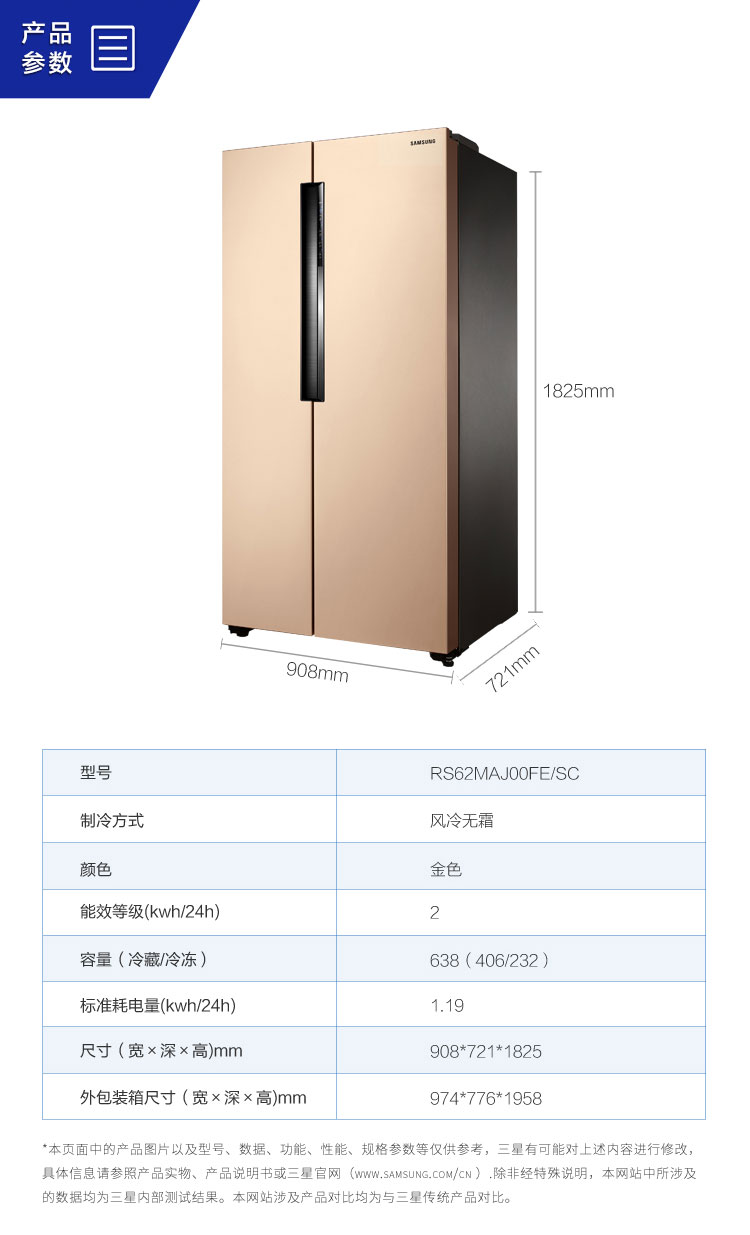 产品
参数
SAMSUNG
1825mm
908mm
721mm
型号 RS62MAJ00FE/SC
制冷方式 风冷无霜
颜色 金色
能效等级(kwh/24h) 2
容量（冷藏/冷冻） 638（406/232）
标准耗电量(kwh/24h) 1.19
尺寸（宽×深×高)mm 908*721*1825
外包装箱尺寸（宽×深×高)mm 974*776*1958
*本页面中的产品图片以及型号、数据、功能、性能、规格参数等仅供参考，三星有可能对上述内容进行修改，
具体信息请参照产品实物、产品说明书或三星官网（WWW.SAMSUNG.COM/CN ）.除非经特殊说明，本网站中所涉及
的数据均为三星内部测试结果。本网站涉及产品对比均为与三星传统产品对比。